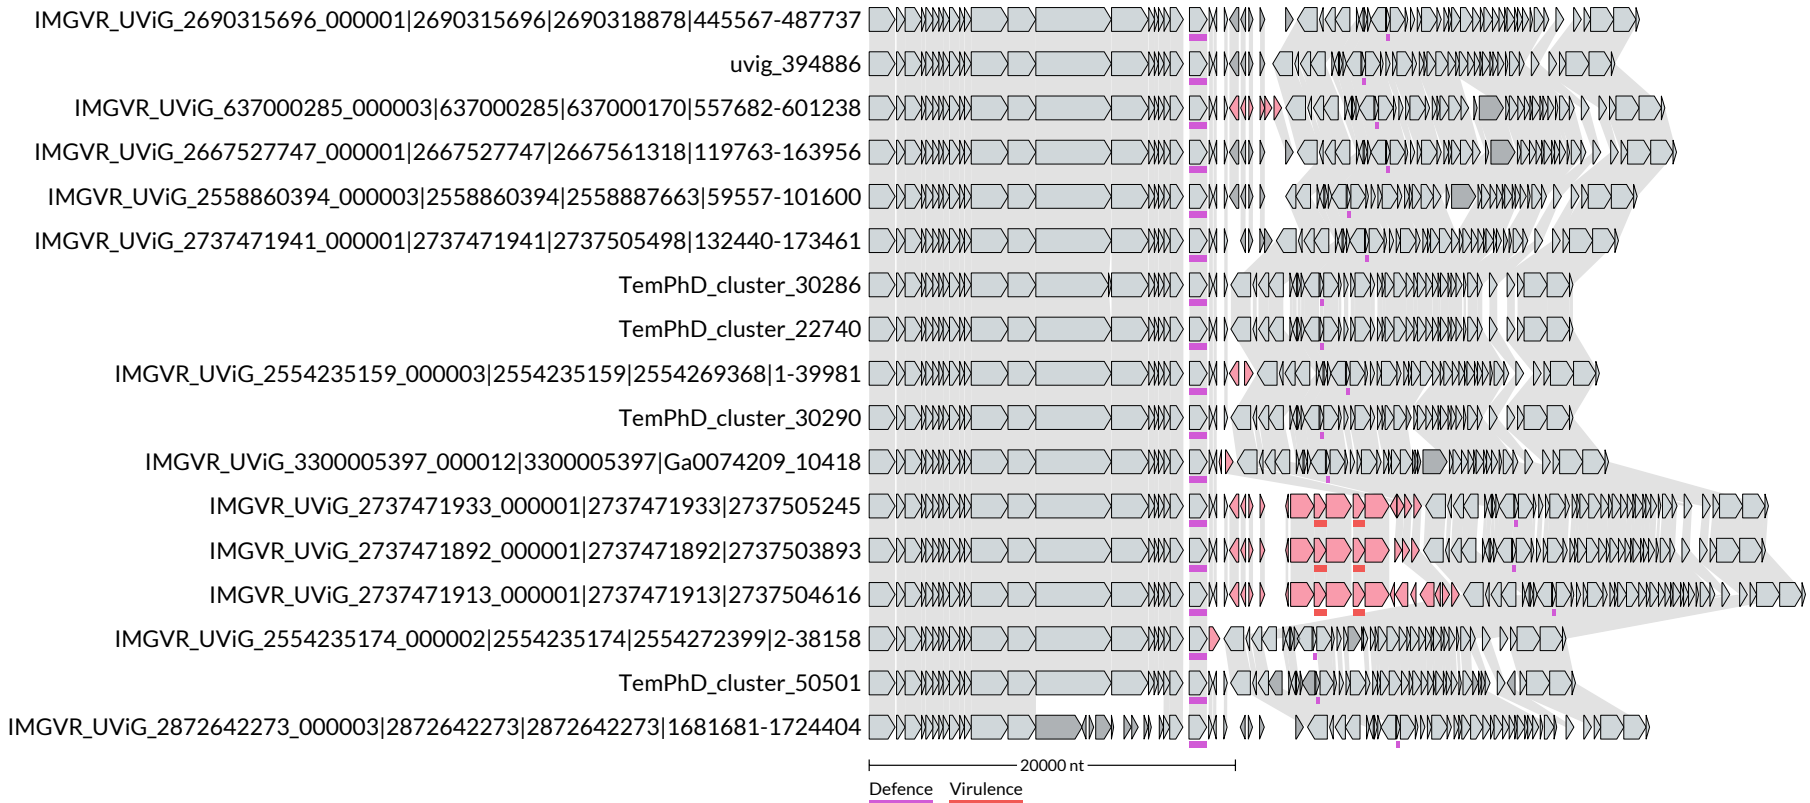 IMGVR_UViG_2690315696_000001|2690315696|2690318878|445567-487737
uvig_394886
IMGVR_UViG_637000285_000003|637000285|637000170|557682-601238
IMGVR_UViG_2667527747_000001|2667527747|2667561318|119763-163956
IMGVR_UViG_2558860394_000003|2558860394|2558887663|59557-101600
IMGVR_UViG_2737471941_000001|2737471941|2737505498|132440-173461
TemPhD_cluster_30286
TemPhD_cluster_22740
IMGVR_UViG_2554235159_000003|2554235159|2554269368|1-39981
TemPhD_cluster_30290
IMGVR_UViG_3300005397_000012|3300005397|Ga0074209_10418
IMGVR_UViG_2737471933_000001|2737471933|2737505245
IMGVR_UViG_2737471892_000001|2737471892|2737503893
IMGVR_UViG_2737471913_000001|2737471913|2737504616
IMGVR_UViG_2554235174_000002|2554235174|2554272399|2-38158
TemPhD_cluster_50501
IMGVR_UViG_2872642273_000003|2872642273|2872642273|1681681-1724404
20000 nt
Defence Virulence